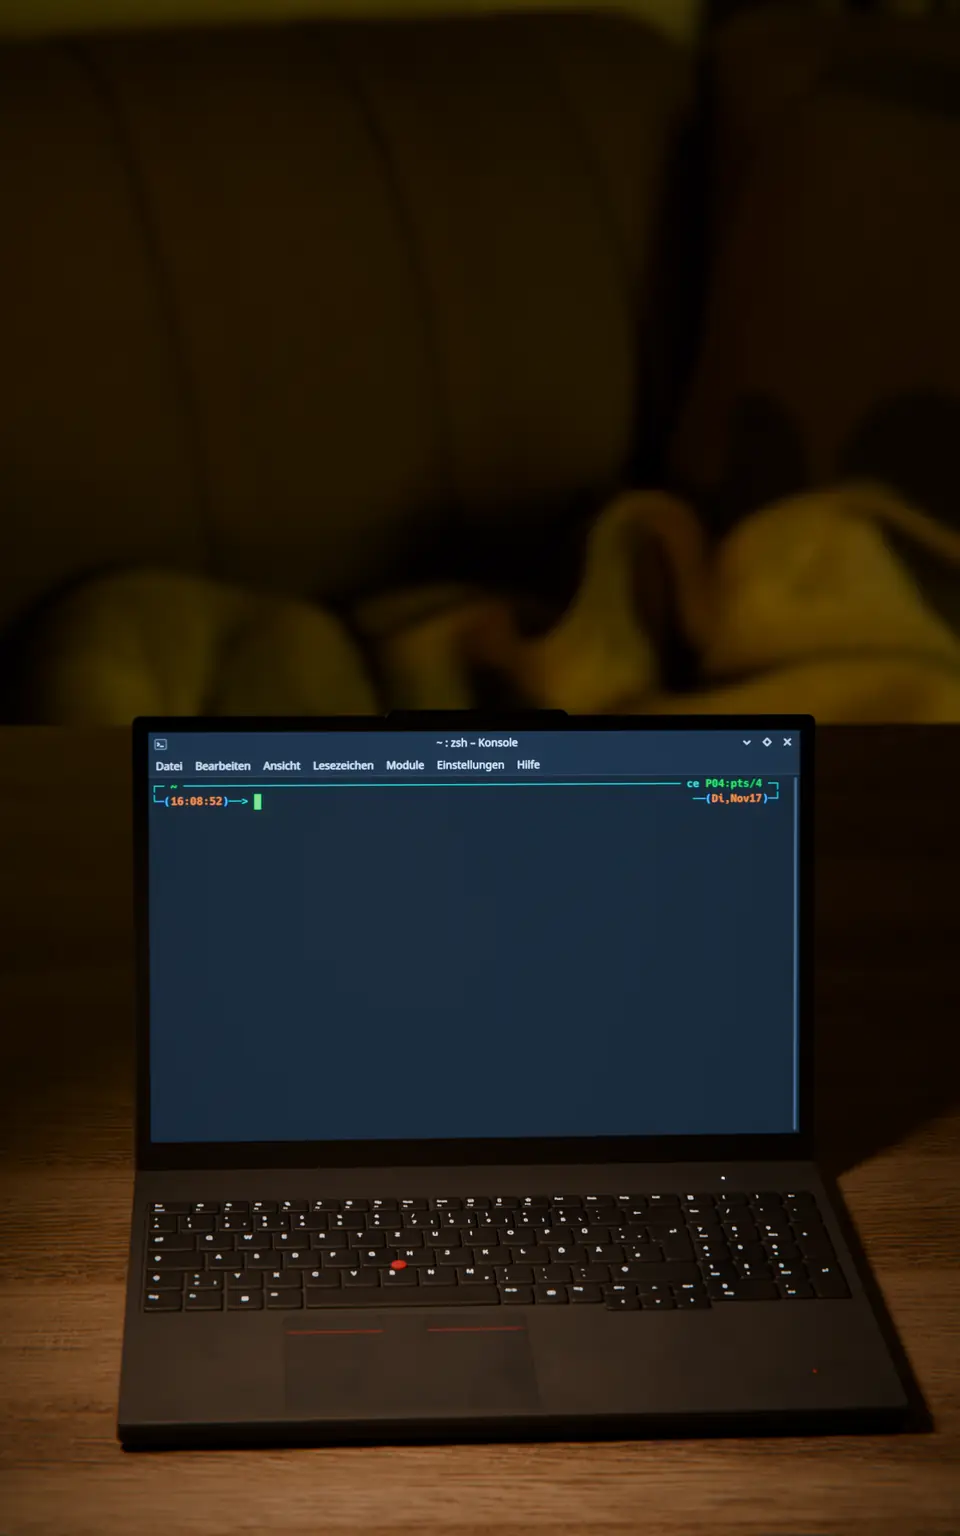 ~ : zsh – Konsole
Datei Bearbeiten Ansicht Lesezeichen Module Einstellungen Hilfe
~ ce P04:pts/4
(16:08:52)—> —(Di,Nov17)
Q W E R T Z U I O P Ü
A S D F G H J K L Ö Ä
Y X C V B N M